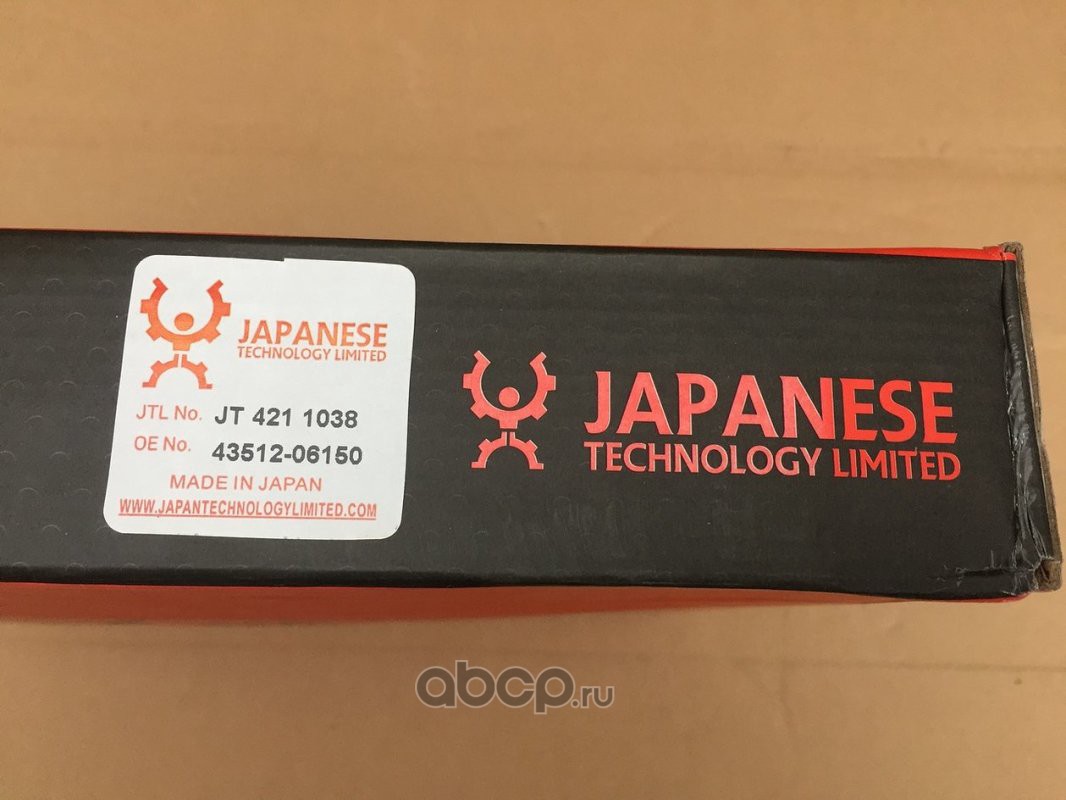 JAPANESE
TECHNOLOGY LIMITED
JTL No. JT 421 1038
OE No. 43512-06150
MADE IN JAPAN
WWW.JAPANTECHNOLOGYLIMITED.COM
JAPANESE
TECHNOLOGY LIMITED
abcp.ru